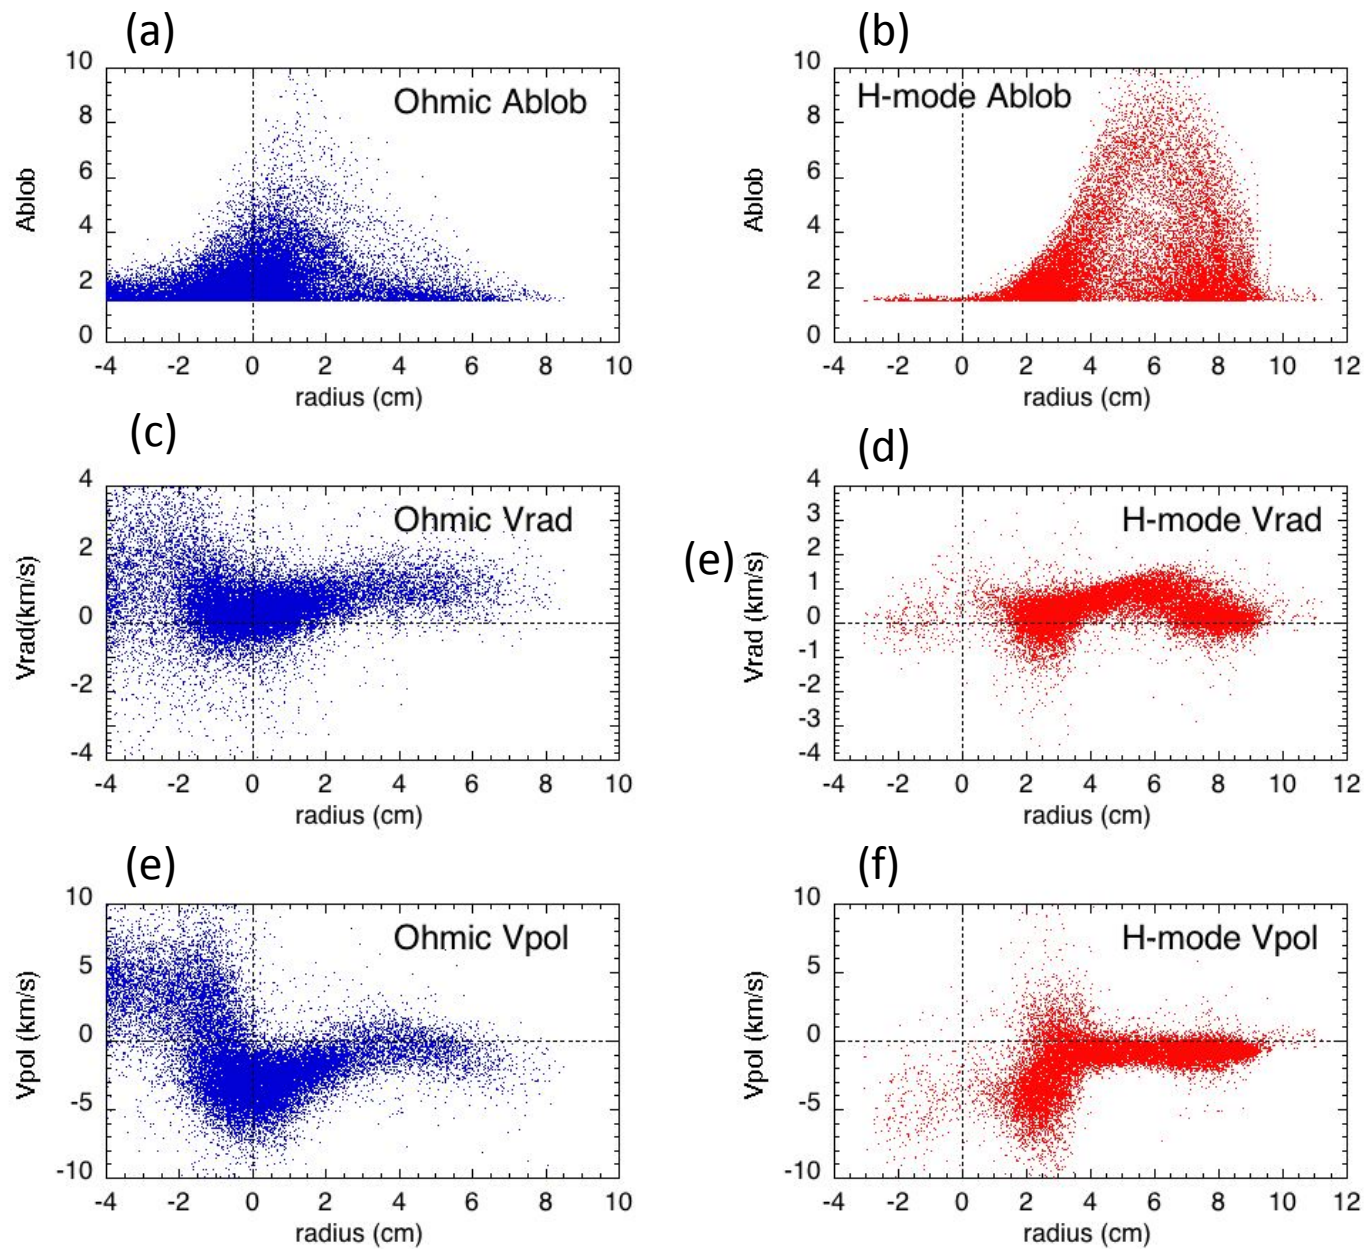 (a)
(b)
10
8
6
4
2
0
Ablob
Ohmic Ablob
-4 -2 0 2 4 6 8 10
radius (cm)
10
8
6
4
2
0
Ablob
H-mode Ablob
-4 -2 0 2 4 6 8 10 12
radius (cm)
(c)
(d)
4
2
0
-2
-4
Vrad(km/s)
Ohmic Vrad
-4 -2 0 2 4 6 8 10
radius (cm)
(e)
4
3
2
1
0
-1
-2
-3
-4
Vrad (km/s)
H-mode Vrad
-4 -2 0 2 4 6 8 10 12
radius (cm)
(e)
(f)
10
5
0
-5
-10
Vpol (km/s)
Ohmic Vpol
-4 -2 0 2 4 6 8 10
radius (cm)
10
5
0
-5
-10
Vpol (km/s)
H-mode Vpol
-4 -2 0 2 4 6 8 10 12
radius (cm)